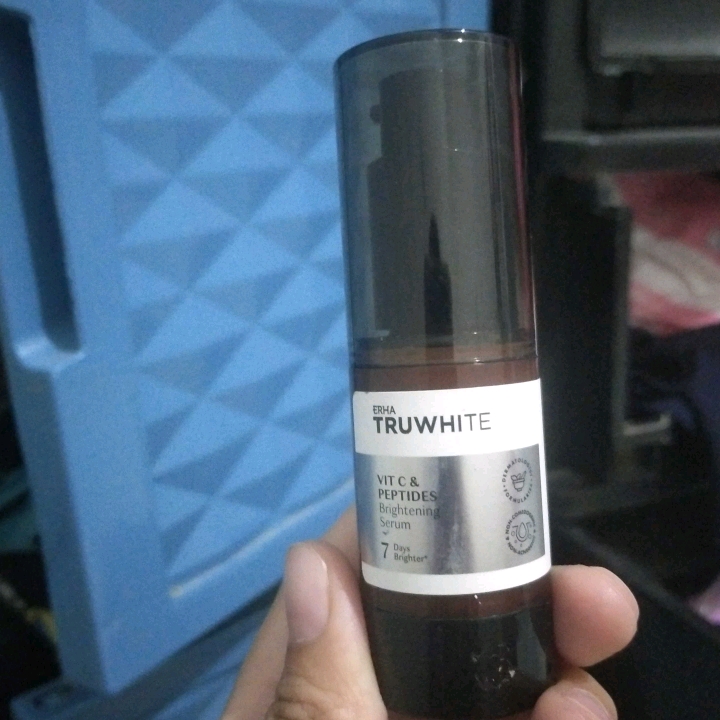 ERHA
TRUWHITE
VIT C &
PEPTIDES
Brightening
Serum
7 Days
Brighter*